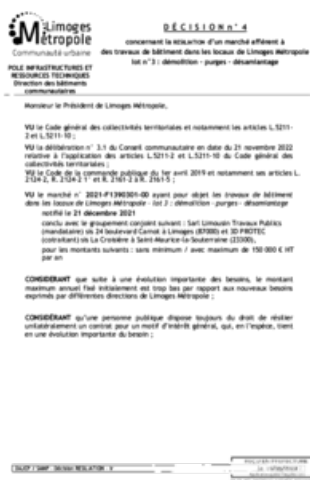 Limoges
Métropole
Communauté urbaine
POLE INFRASTRUCTURES ET
RESSOURCES TECHNIQUES
Direction des bâtiments
communautaires
D É C I S I O N n° 4
concernant la RESILIATION d'un marché afférent à
des travaux de bâtiment dans les locaux de Limoges Métropole
lot n°3 : démolition - purges - désamiantage
Monsieur le Président de Limoges Métropole,
VU le Code général des collectivités territoriales et notamment les articles L.5211-
2 et L.5211-10 ;
VU la délibération n° 3.1 du Conseil communautaire en date du 21 novembre 2022
relative à l'application des articles L.5211-2 et L.5211-10 du Code général des
collectivités territoriales ;
VU le Code de la commande publique du 1er avril 2019 et notamment ses articles L.
2124-2, R. 2124-2 1° et R. 2161-2 à R. 2161-5 ;
VU le marché n° 2021-F1390301-00 ayant pour objet les travaux de bâtiment
dans les locaux de Limoges Métropole - lot 3 : démolition - purges - désamiantage
notifié le 21 décembre 2021
conclu avec le groupement conjoint suivant : Sarl Limousin Travaux Publics
(mandataire) sis 24 boulevard Carnot à Limoges (87000) et 3D PROTEC
(cotraitant) sis La Croisière à Saint-Maurice-la-Souterraine (23300),
pour les montants suivants : sans minimum / avec maximum de 150 000 € HT
par an
CONSIDERANT que suite à une évolution importante des besoins, le montant
maximum annuel fixé initialement est trop bas par rapport aux nouveaux besoins
exprimés par différentes directions de Limoges Métropole ;
CONSIDÉRANT qu'une personne publique dispose toujours du droit de résilier
unilatéralement un contrat pour un motif d'intérêt général, qui, en l'espèce, tient
en une évolution importante du besoin ;
Décision RESILIATION